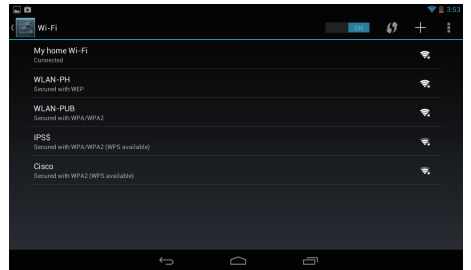 3:53
Wi-Fi
ON
My home Wi-Fi
Connected
WLAN-PH
Secured with WEP
WLAN-PUB
Secured with WPA/WPA2
IPS$
Secured with WPA/WPA2 (WPS available)
Cisco
Secured with WPA2 (WPS available)